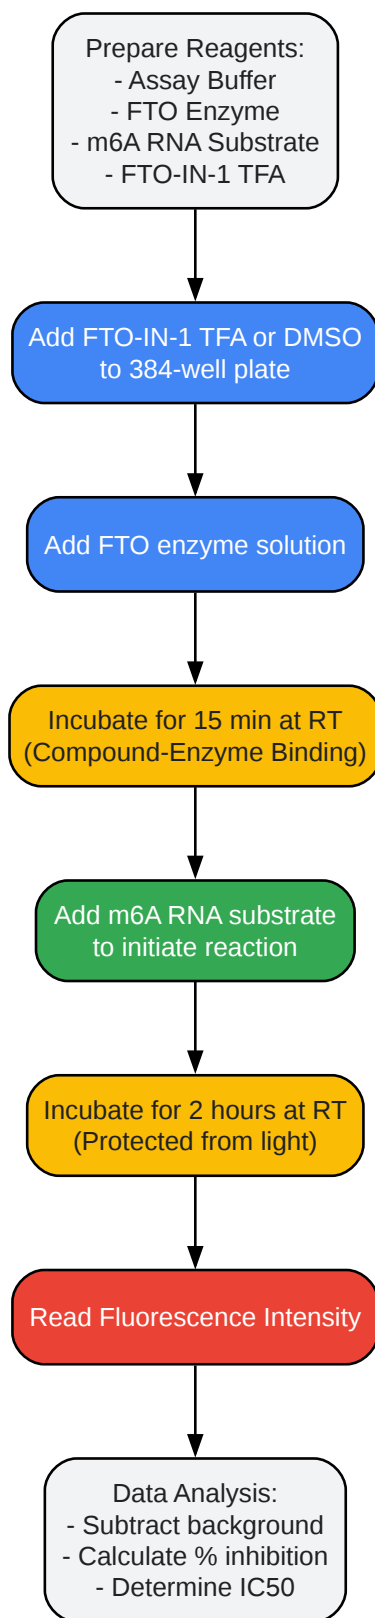 Prepare Reagents:
- Assay Buffer
- FTO Enzyme
- m6A RNA Substrate
- FTO-IN-1 TFA
Add FTO-IN-1 TFA or DMSO
to 384-well plate
Add FTO enzyme solution
Incubate for 15 min at RT
(Compound-Enzyme Binding)
Add m6A RNA substrate
to initiate reaction
Incubate for 2 hours at RT
(Protected from light)
Read Fluorescence Intensity
Data Analysis:
- Subtract background
- Calculate % inhibition
- Determine IC50